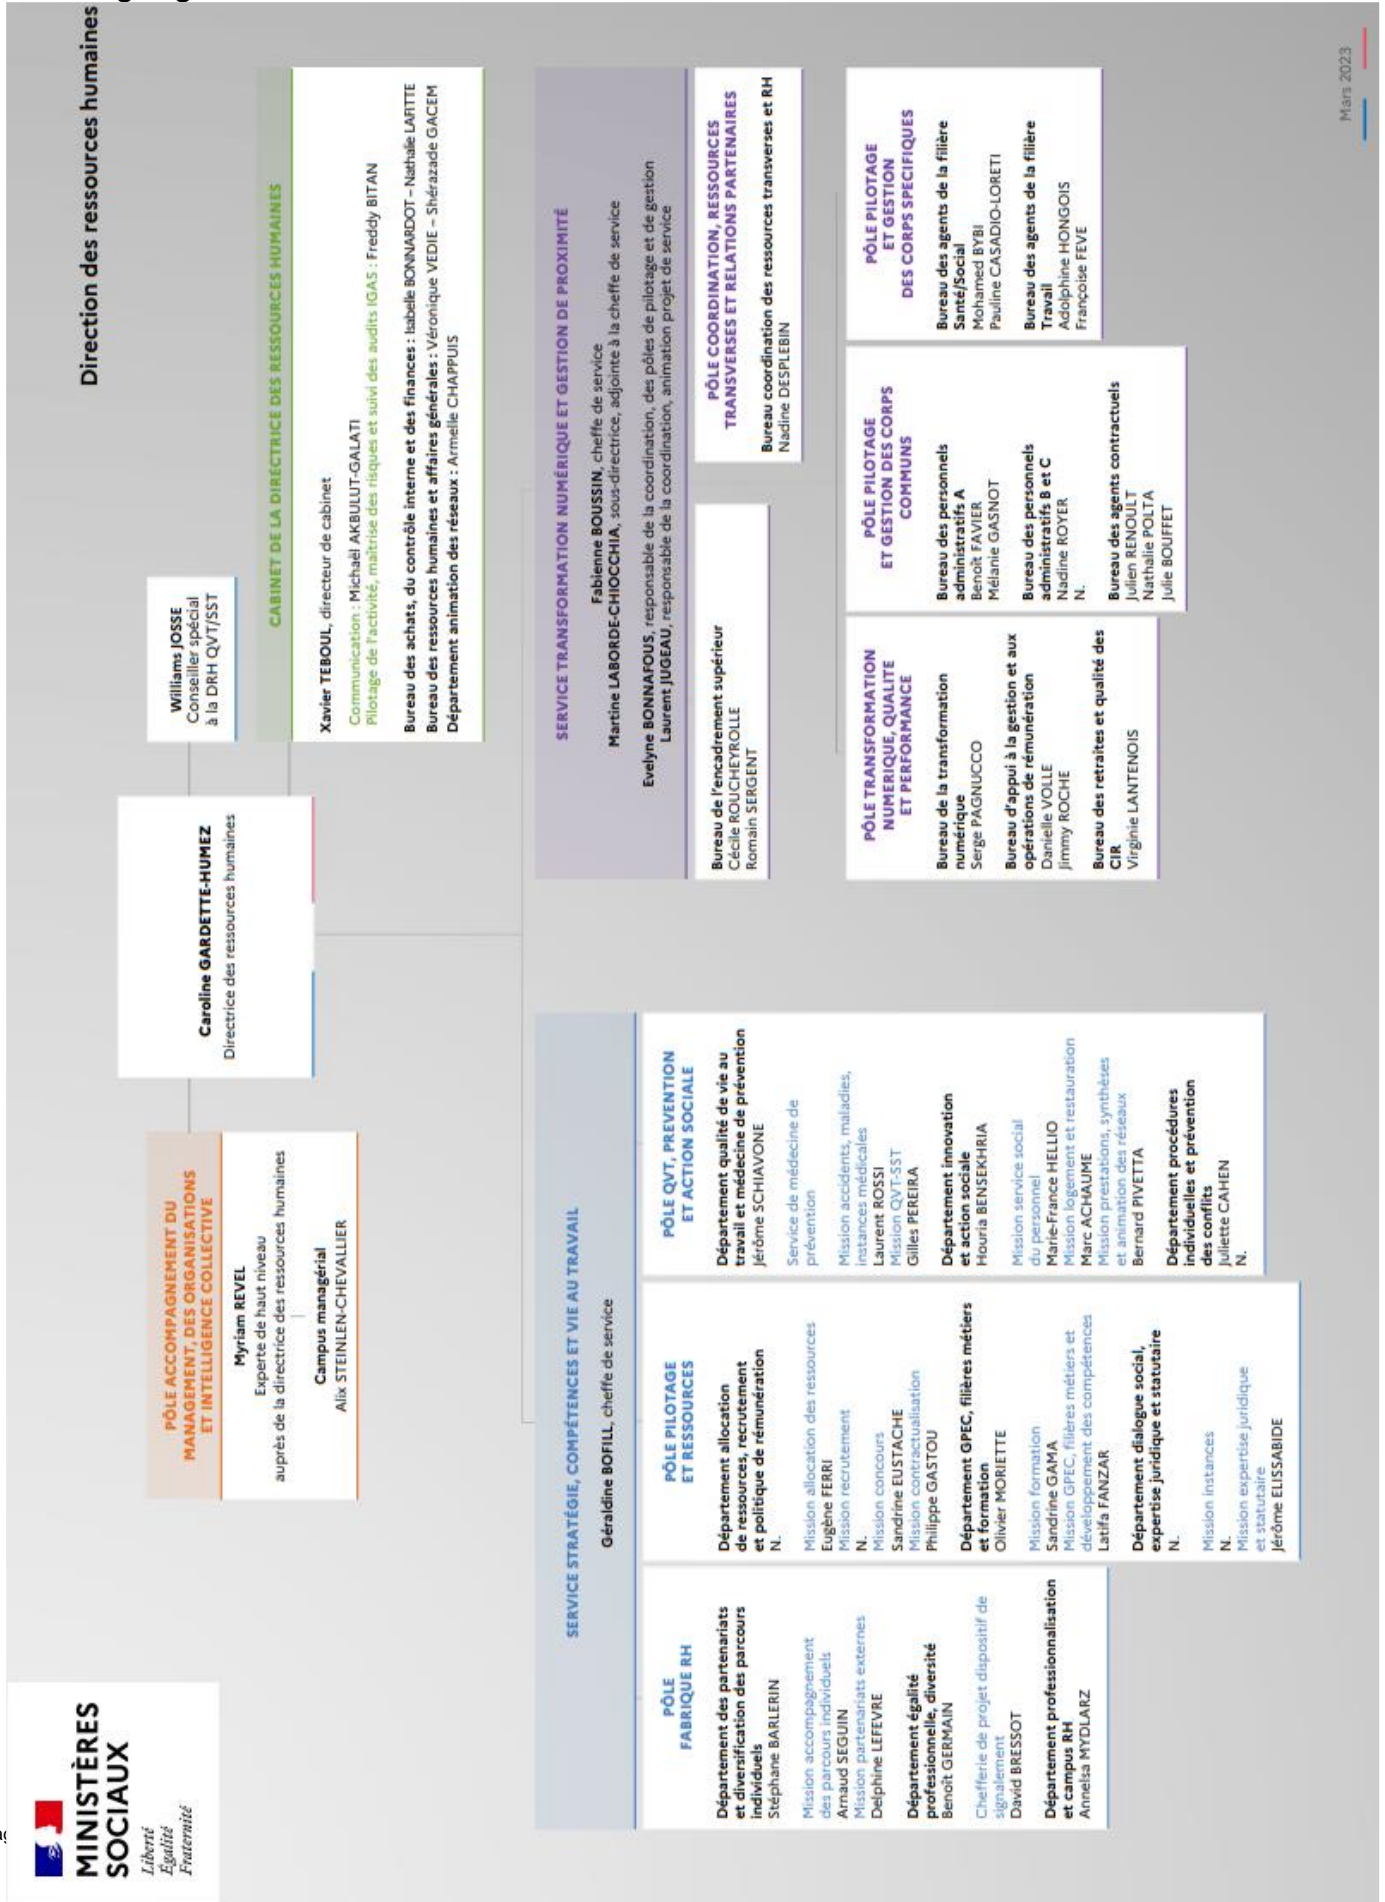 MINISTÈRES
SOCIAUX
Liberté
Égalité
Fraternité
Direction des ressources humaines
Caroline GARDETTE-HUMEZ
Directrice des ressources humaines
Williams JOSSE
Conseiller spécial
à la DRH QVT/SST
PÔLE ACCOMPAGNEMENT DU
MANAGEMENT, DES ORGANISATIONS
ET INTELLIGENCE COLLECTIVE
Myriam REVEL
Experte de haut niveau
auprès de la directrice des ressources humaines
Campus managérial
Alix STEINLEN-CHEVALLIER
CABINET DE LA DIRECTRICE DES RESSOURCES HUMAINES
Xavier TEBOUL, directeur de cabinet
Communication : Michaël AKBULUT-GALATI
Pilotage de l'activité, maîtrise des risques et suivi des audits IGAS : Freddy BITAN
Bureau des achats, du contrôle interne et des finances : Isabelle BONNARDOT – Nathalie LAFITTE
Bureau des ressources humaines et affaires générales : Véronique VEDIE – Shérazade GACEM
Département animation des réseaux : Armelle CHAPPUIS
SERVICE STRATÉGIE, COMPÉTENCES ET VIE AU TRAVAIL
Géraldine BOFILL, cheffe de service
PÔLE
FABRIQUE RH
Département des partenariats
et diversification des parcours
individuels
Stéphane BARLERIN
Mission accompagnement
des parcours individuels
Arnaud SEGUIN
Mission partenariats externes
Delphine LEFEVRE
Département égalité
professionnelle, diversité
Benoît GERMAIN
Chefferie de projet dispositif de
signalement
David BRESSOT
Département professionnalisation
et campus RH
Annelsa MYDLARZ
PÔLE PILOTAGE
ET RESSOURCES
Département allocation
de ressources, recrutement
et politique de rémunération
N.
Mission allocation des ressources
Eugène FERRI
Mission recrutement
N.
Mission concours
Sandrine EUSTACHE
Mission contractualisation
Philippe GASTOU
Département GPEC, filières métiers
et formation
Olivier MORIETTE
Mission formation
Sandrine GAMA
Mission GPEC, filières métiers et
développement des compétences
Latifa FANZAR
Département dialogue social,
expertise juridique et statutaire
N.
Mission instances
N.
Mission expertise juridique
et statutaire
Jérôme ELISSABIDE
PÔLE QVT, PREVENTION
ET ACTION SOCIALE
Département qualité de vie au
travail et médecine de prévention
Jérôme SCHIAVONE
Service de médecine de
prévention
Mission accidents, maladies,
instances médicales
Laurent ROSSI
Mission QVT-SST
Gilles PEREIRA
Département innovation
et action sociale
Houria BENSEKHRIA
Mission service social
du personnel
Marie-France HELLIO
Mission logement et restauration
Marc ACHAUME
Mission prestations, synthèses
et animation des réseaux
Bernard PIVETTA
Département procédures
individuelles et prévention
des conflits
Juliette CAHEN
N.
SERVICE TRANSFORMATION NUMÉRIQUE ET GESTION DE PROXIMITÉ
Fabienne BOUSSIN, cheffe de service
Martine LABORDE-CHIOCCHIA, sous-directrice, adjointe à la cheffe de service
Evelyne BONNAFOUS, responsable de la coordination, des pôles de pilotage et de gestion
Laurent JUGEAU, responsable de la coordination, animation projet de service
Bureau de l'encadrement supérieur
Cécile ROUCHEYROLLE
Romain SERGENT
PÔLE COORDINATION, RESSOURCES
TRANSVERSES ET RELATIONS PARTENAIRES
Bureau coordination des ressources transverses et RH
Nadine DESPLEBIN
PÔLE TRANSFORMATION
NUMERIQUE, QUALITE
ET PERFORMANCE
Bureau de la transformation
numérique
Serge PAGNUCCO
Bureau d'appui à la gestion et aux
opérations de rémunération
Danielle VOLLE
Jimmy ROCHE
Bureau des retraites et qualité des
CIR
Virginie LANTENOIS
PÔLE PILOTAGE
ET GESTION DES CORPS
COMMUNS
Bureau des personnels
administratifs A
Benoît FAVIER
Mélanie GASNOT
Bureau des personnels
administratifs B et C
Nadine ROYER
N.
Bureau des agents contractuels
Julien RENOULT
Nathalie POLTA
Julie BOUFFET
PÔLE PILOTAGE
ET GESTION
DES CORPS SPECIFIQUES
Bureau des agents de la filière
Santé/Social
Mohamed BYBI
Pauline CASADIO-LORETI
Bureau des agents de la filière
Travail
Adolphine HONGOIS
Françoise FEVE
Mars 2023